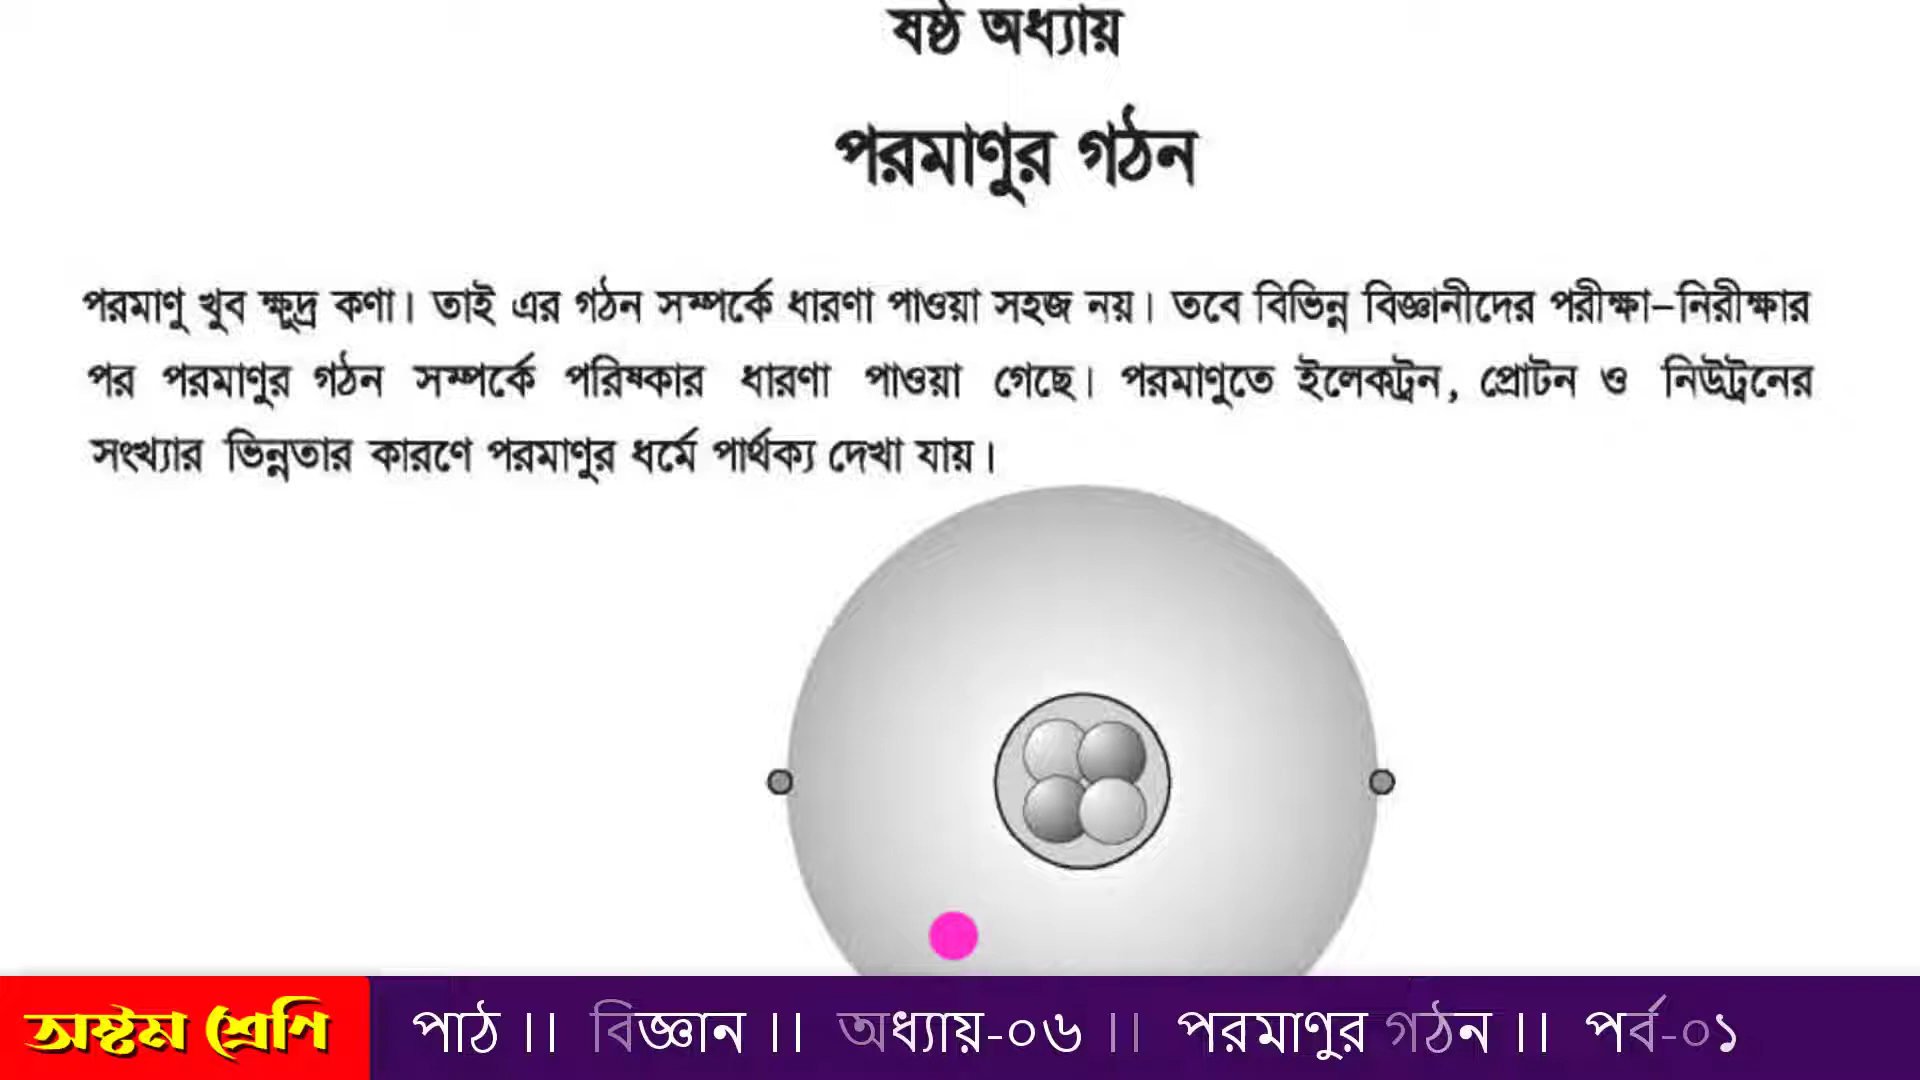 ষষ্ঠ অধ্যায়
পরমাণুর গঠন
পরমাণু খুব ক্ষুদ্র কণা। তাই এর গঠন সম্পর্কে ধারণা পাওয়া সহজ নয়। তবে বিভিন্ন বিজ্ঞানীদের পরীক্ষা-নিরীক্ষার
পর পরমাণুর গঠন সম্পর্কে পরিষ্কার ধারণা পাওয়া গেছে। পরমাণুতে ইলেকট্রন, প্রোটন ও নিউট্রনের
সংখ্যার ভিন্নতার কারণে পরমাণুর ধর্মে পার্থক্য দেখা যায়।
অষ্টম শ্রেণি পাঠ ।। বিজ্ঞান ।। অধ্যায়-০৬ ।। পরমাণুর গঠন ।। পর্ব-০১